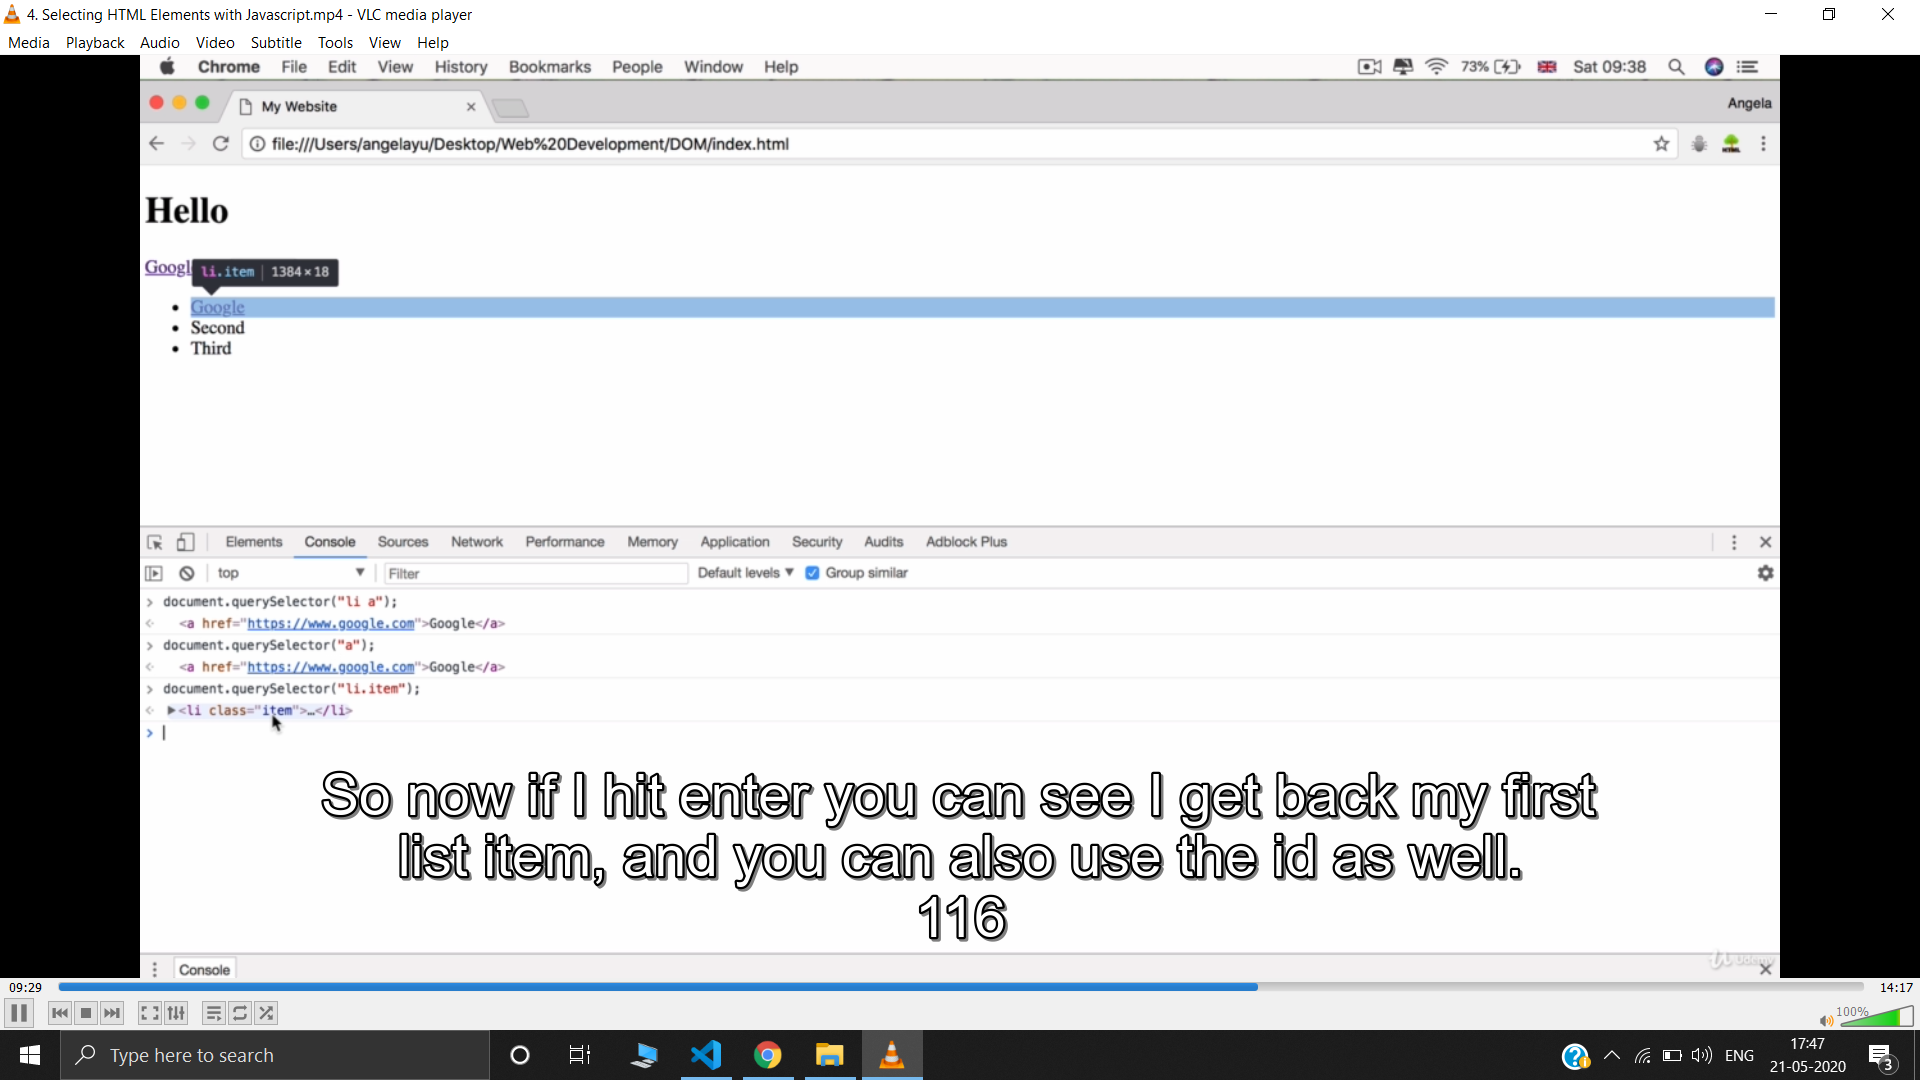 4. Selecting HTML Elements with Javascript.mp4 - VLC media player
Media Playback Audio Video Subtitle Tools View Help
Chrome File Edit View History Bookmarks People Window Help 73% Sat 09:38
My Website Angela
file:///Users/angelayu/Desktop/Web%20Development/DOM/index.html
Hello
Googl
li.item 1384×18
Google
Second
Third
Elements Console Sources Network Performance Memory Application Security Audits Adblock Plus
top Filter Default levels Group similar
document.querySelector("li a");
<a href="https://www.google.com">Google</a>
document.querySelector("a");
<a href="https://www.google.com">Google</a>
document.querySelector("li.item");
<li class="item">…</li>
So now if I hit enter you can see I get back my first
list item, and you can also use the id as well.
116
Udemy
Console
09:29 14:17
100%
Type here to search ENG 17:47
21-05-2020 3